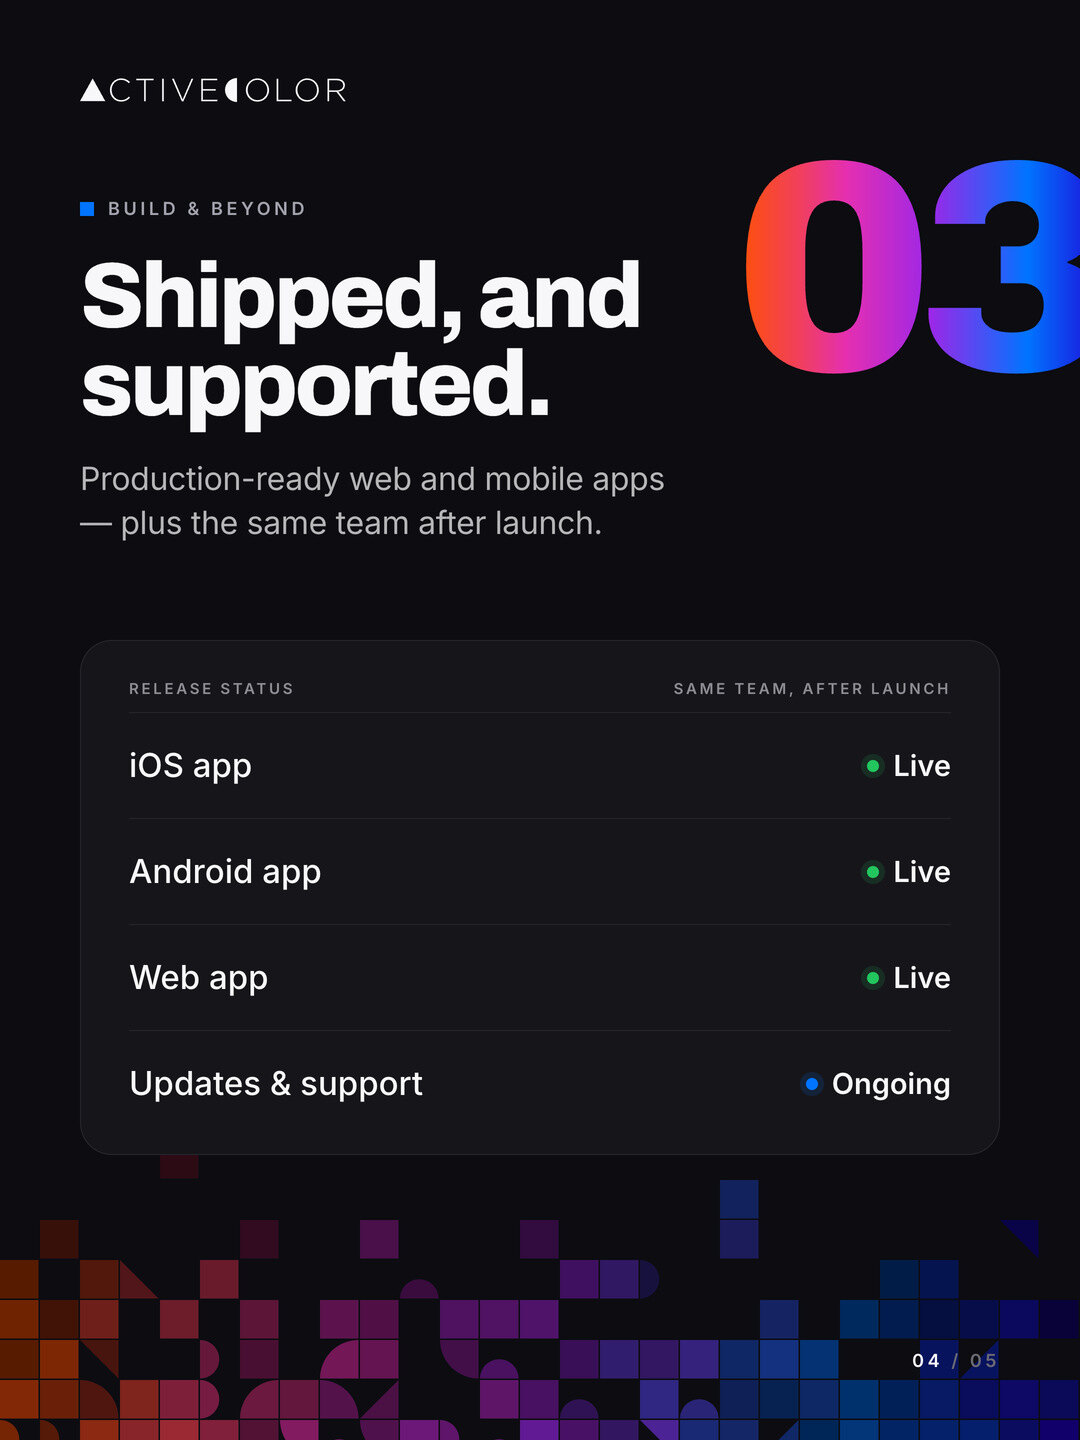 ACTIVECOLOR
03
BUILD & BEYOND
Shipped, and
supported.
Production-ready web and mobile apps
— plus the same team after launch.
RELEASE STATUS
SAME TEAM, AFTER LAUNCH
iOS app
Live
Android app
Live
Web app
Live
Updates & support
Ongoing
04 / 05